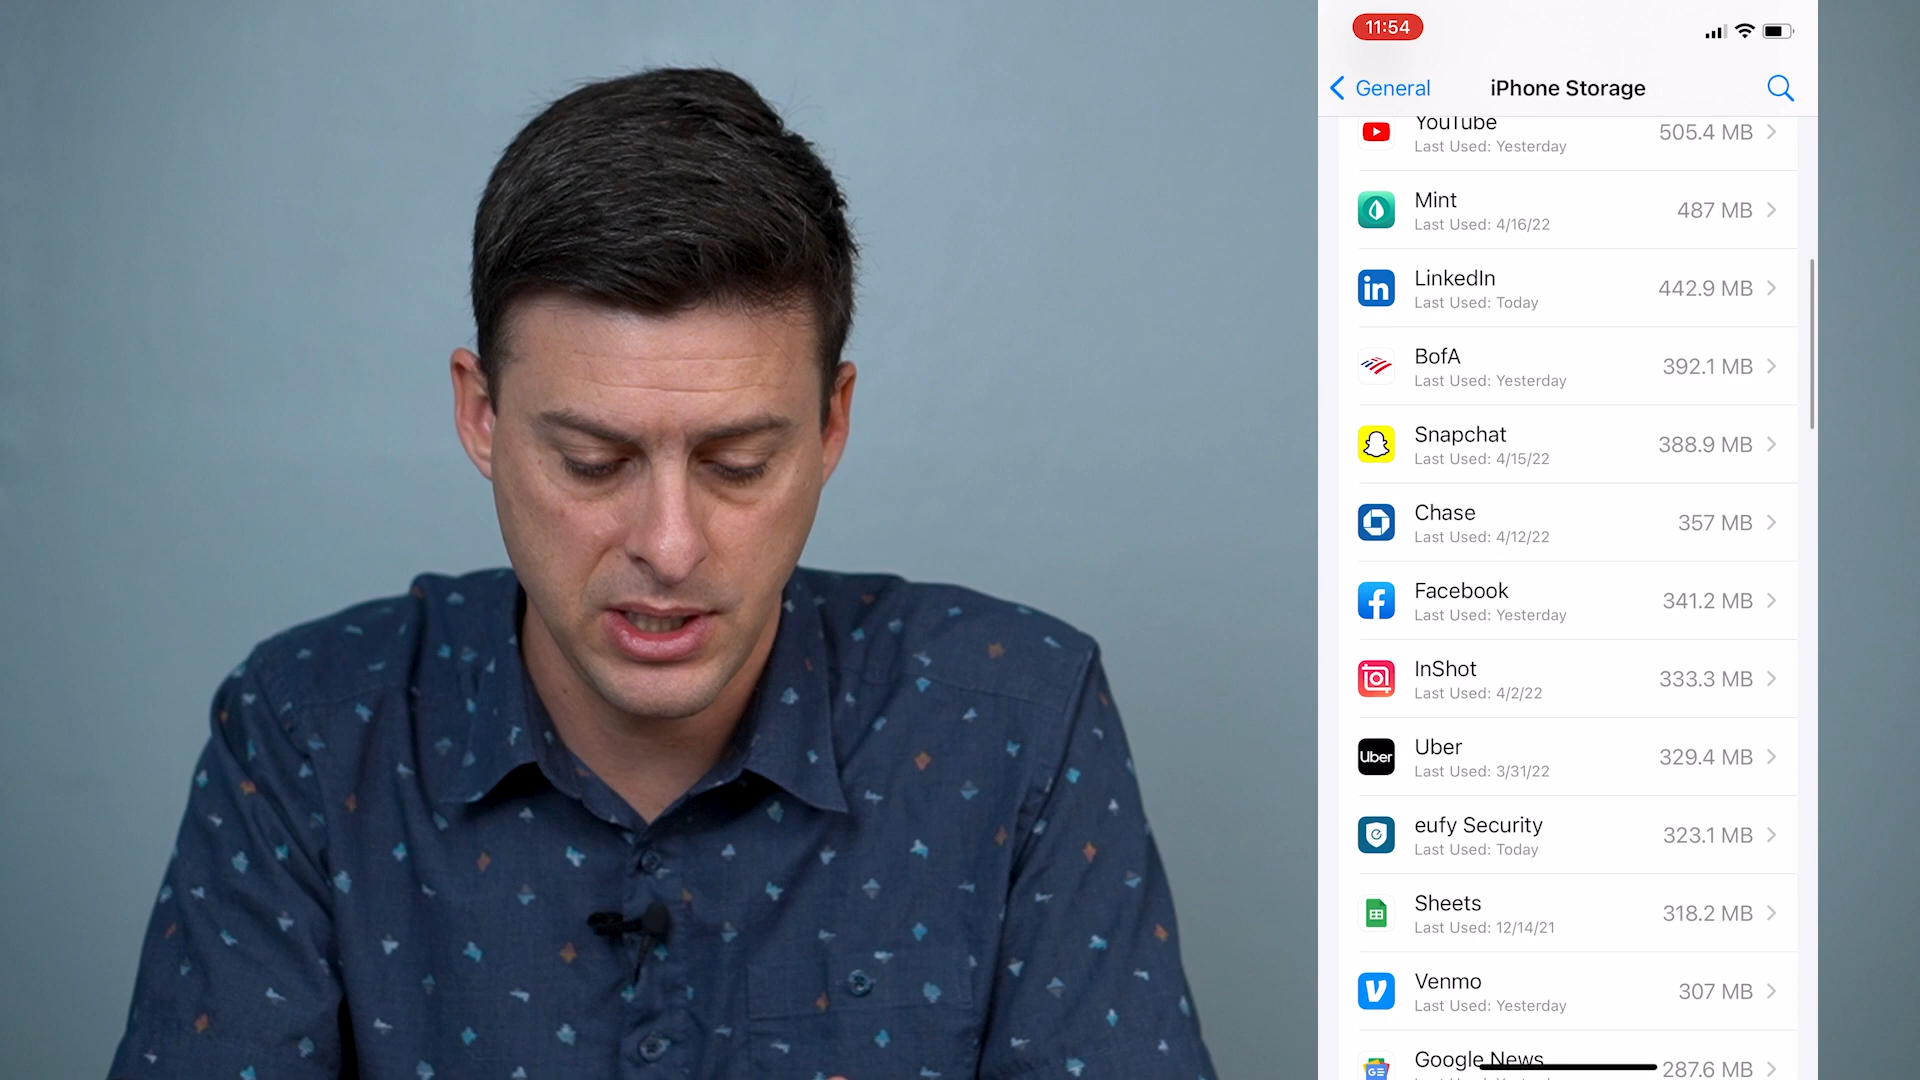 11:54
General
iPhone Storage
YouTube
505.4 MB
Last Used: Yesterday
Mint
487 MB
Last Used: 4/16/22
in
LinkedIn
442.9 MB
Last Used: Today
BofA
392.1 MB
Last Used: Yesterday
Snapchat
388.9 MB
Last Used: 4/15/22
Chase
357 MB
Last Used: 4/12/22
f
Facebook
341.2 MB
Last Used: Yesterday
InShot
333.3 MB
Last Used: 4/2/22
Uber
Uber
329.4 MB
Last Used: 3/31/22
eufy Security
323.1 MB
Last Used: Today
Sheets
318.2 MB
Last Used: 12/14/21
V
Venmo
307 MB
Last Used: Yesterday
GE
Google News
287.6 MB